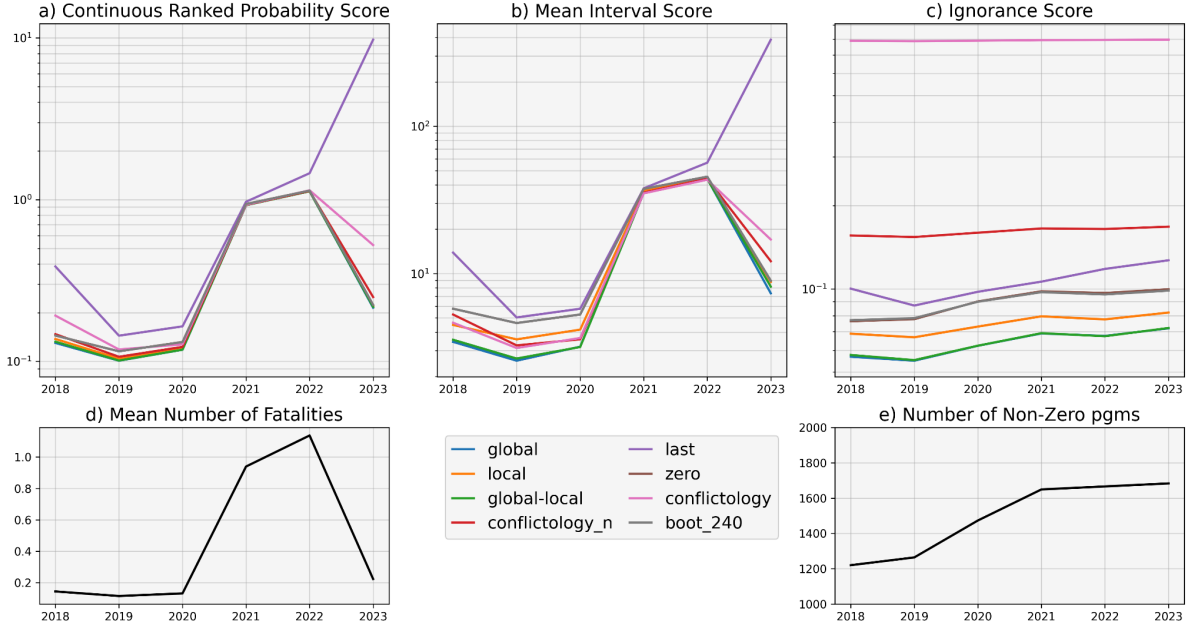 a) Continuous Ranked Probability Score
10¹
10⁰
10⁻¹
2018 2019 2020 2021 2022 2023
b) Mean Interval Score
10²
10¹
2018 2019 2020 2021 2022 2023
c) Ignorance Score
10⁻¹
2018 2019 2020 2021 2022 2023
d) Mean Number of Fatalities
1.0
0.8
0.6
0.4
0.2
2018 2019 2020 2021 2022 2023
global
local
global-local
conflictology_n
last
zero
conflictology
boot_240
e) Number of Non-Zero pgms
2000
1800
1600
1400
1200
1000
2018 2019 2020 2021 2022 2023